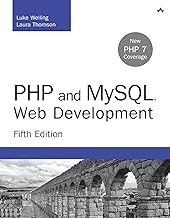 Luke Welling
Laura Thomson
New
PHP 7
Coverage
PHP and MySQL®
Web Development
Fifth Edition